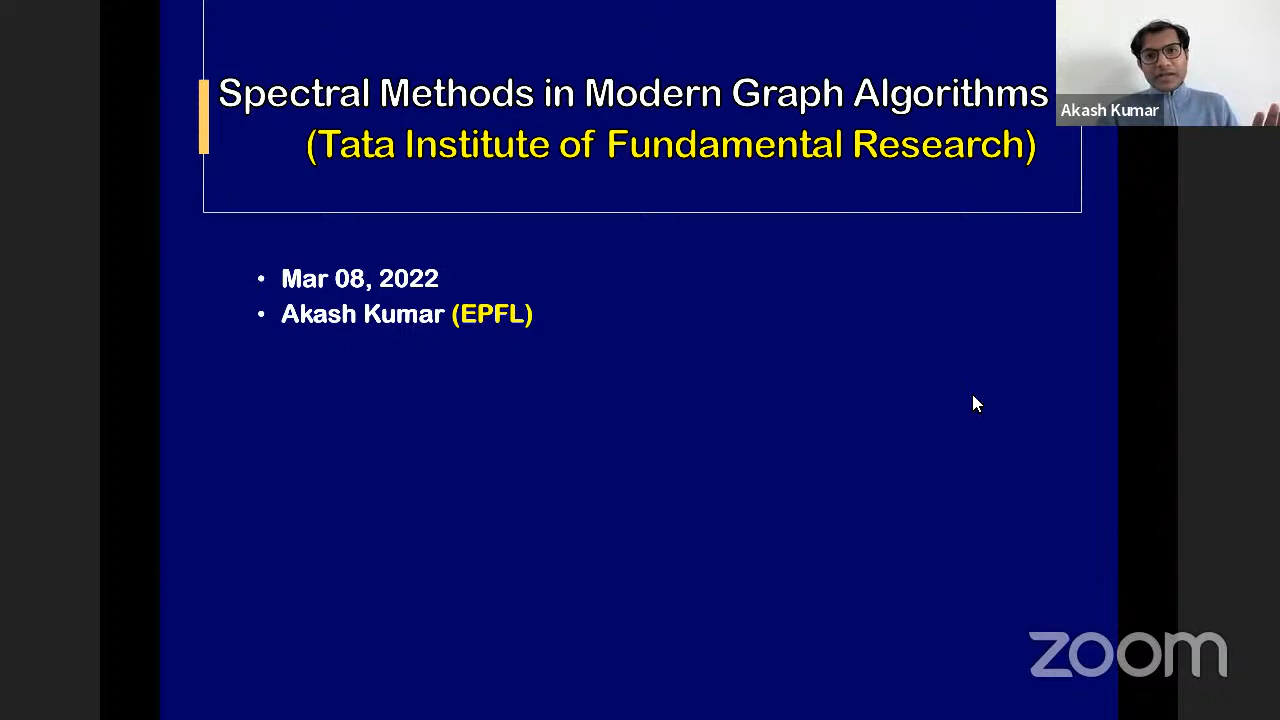 Spectral Methods in Modern Graph Algorithms
(Tata Institute of Fundamental Research)
Akash Kumar
• Mar 08, 2022
• Akash Kumar (EPFL)
zoom